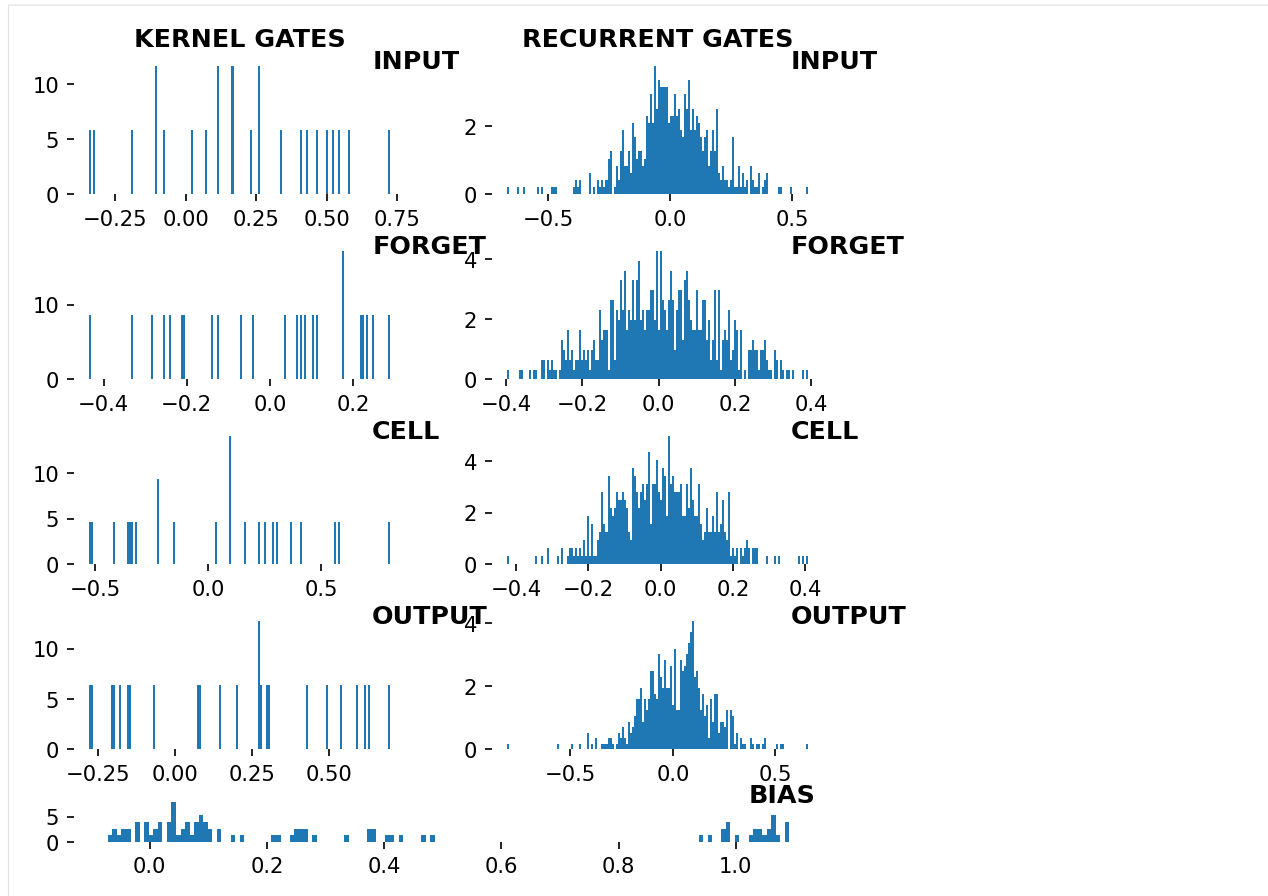 KERNEL GATES RECURRENT GATES
INPUT INPUT
10
5
0
2
0
−0.25 0.00 0.25 0.50 0.75 −0.5 0.0 0.5
FORGET FORGET
10
0
4
2
0
−0.4 −0.2 0.0 0.2 −0.4 −0.2 0.0 0.2 0.4
CELL CELL
10
5
0
4
2
0
−0.5 0.0 0.5 −0.4 −0.2 0.0 0.2 0.4
OUTPUT OUTPUT
10
5
0
4
2
0
−0.25 0.00 0.25 0.50 −0.5 0.0 0.5
BIAS
5
0
0.0 0.2 0.4 0.6 0.8 1.0